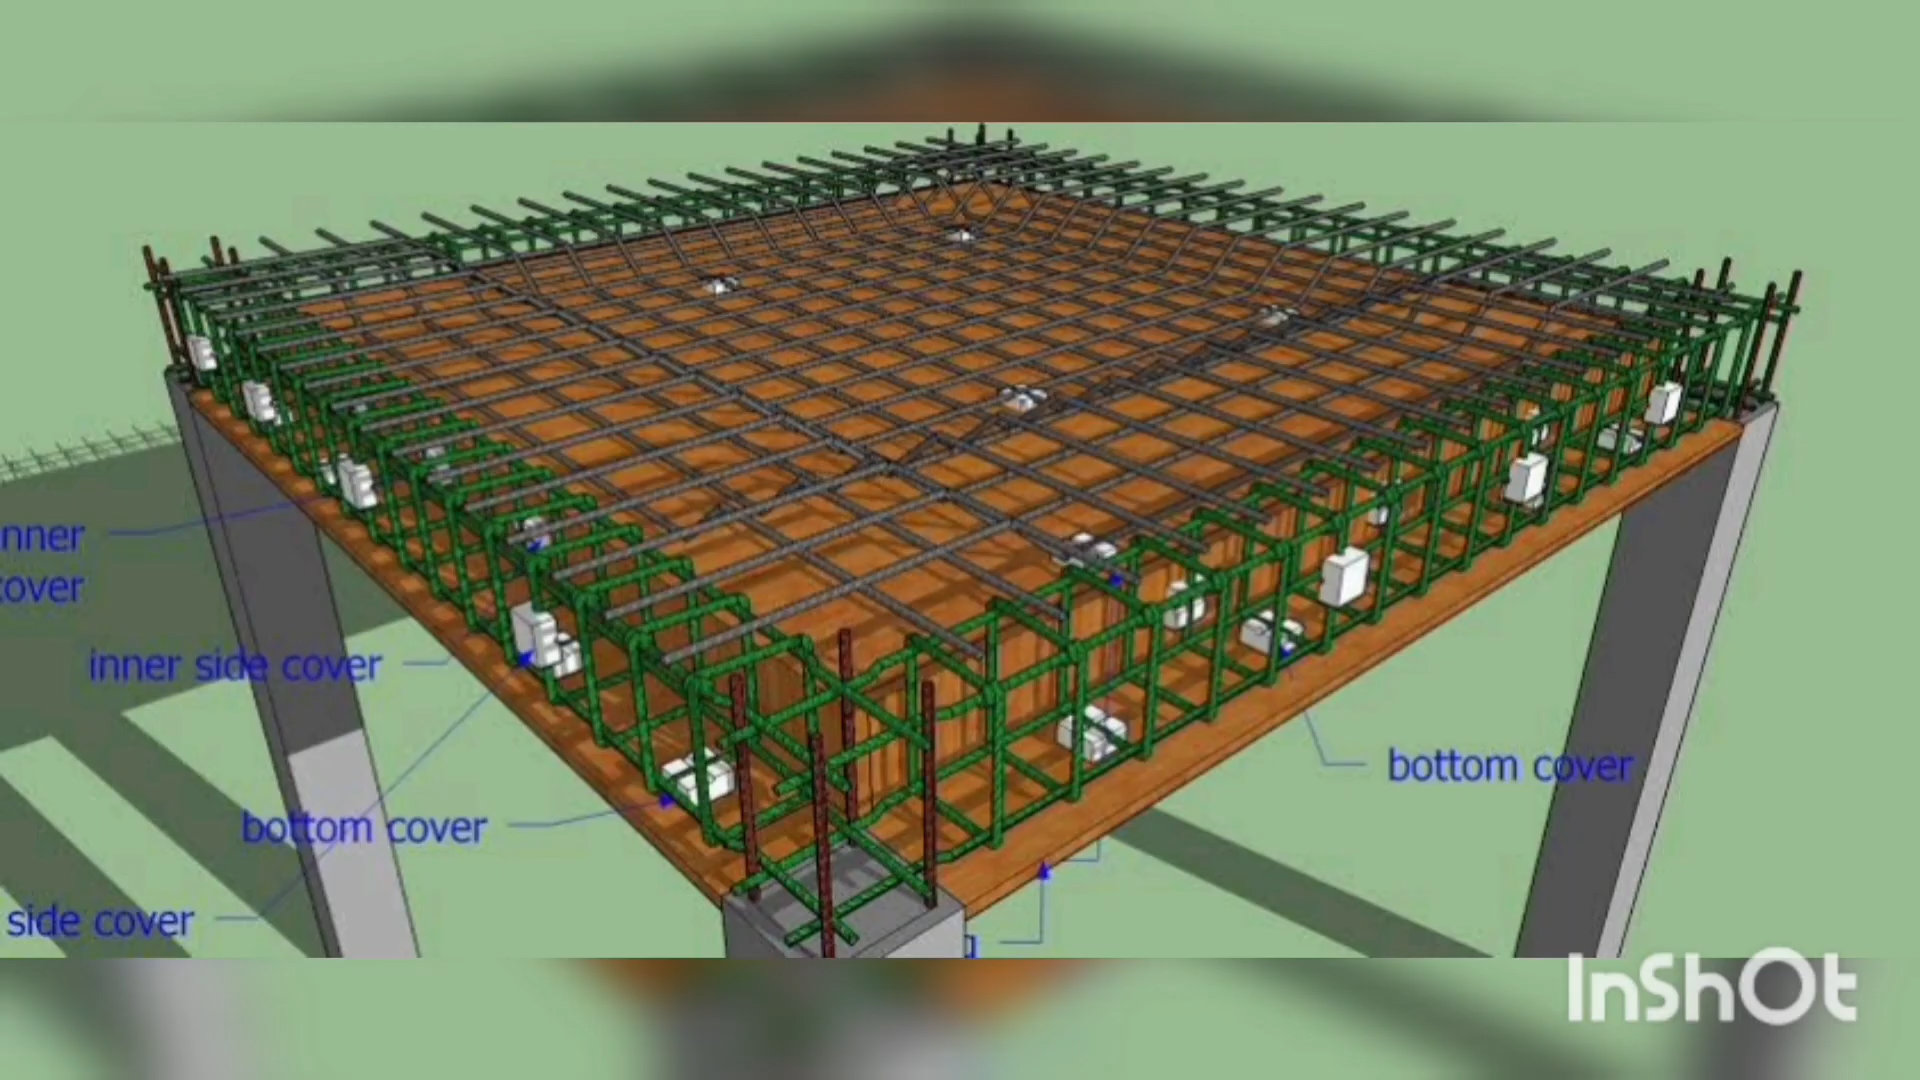 nner
cover
inner side cover
bottom cover
bottom cover
side cover
InShOt